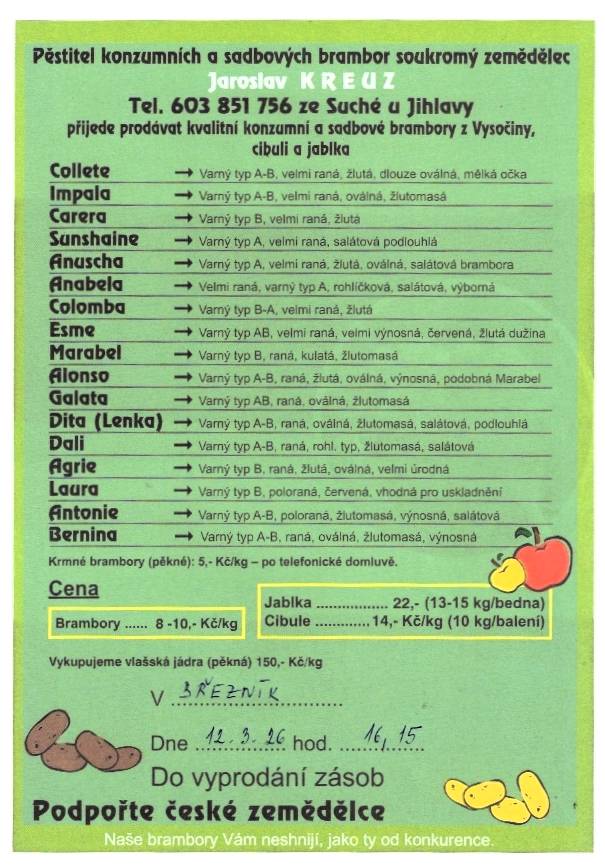 Pěstitel konzumních a sadbových brambor soukromý zemědělec
Jaroslav KREUZ
Tel. 603 851 756 ze Suché u Jihlavy
přijede prodávat kvalitní konzumní a sadbové brambory z Vysočiny,
cibuli a jablka
Collete → Varný typ A-B, velmi raná, žlutá, dlouze oválná, mělká očka
Impala → Varný typ A-B, velmi raná, oválná, žlutomasá
Carera → Varný typ B, velmi raná, žlutá
Sunshaine → Varný typ A, velmi raná, salátová podlouhlá
Anuscha → Varný typ A, velmi raná, žlutá, oválná, salátová brambora
Anabela → Velmi raná, varný typ A, rohlíčková, salátová, výborná
Colomba → Varný typ B-A, velmi raná, žlutá
Esme → Varný typ AB, velmi raná, velmi výnosná, červená, žlutá dužina
Marabel → Varný typ B, raná, kulatá, žlutomasá
Alonso → Varný typ A-B, raná, žlutá, oválná, výnosná, podobná Marabel
Galata → Varný typ AB, raná, oválná, žlutomasá
Dita (Lenka) → Varný typ A-B, raná, oválná, žlutomasá, salátová, podlouhlá
Dali → Varný typ A-B, raná, rohl. typ, žlutomasá, salátová
Agrie → Varný typ B, raná, žlutá, oválná, velmi úrodná
Laura → Varný typ B, poloraná, červená, vhodná pro uskladnění
Antonie → Varný typ A-B, poloraná, žlutomasá, výnosná, salátová
Bernina → Varný typ A-B, raná, oválná, žlutomasá, výnosná
Krmné brambory (pěkné): 5,- Kč/kg – po telefonické domluvě.
Cena
Brambory ...... 8 -10,- Kč/kg
Jablka .................. 22,- (13-15 kg/bedna)
Cibule ............. 14,- Kč/kg (10 kg/balení)
Vykupujeme vlašská jádra (pěkná) 150,- Kč/kg
V BŘEZNÍK
Dne 12.3.26 hod. 16,15
Do vyprodání zásob
Podpořte české zemědělce
Naše brambory Vám neshnijí, jako ty od konkurence.